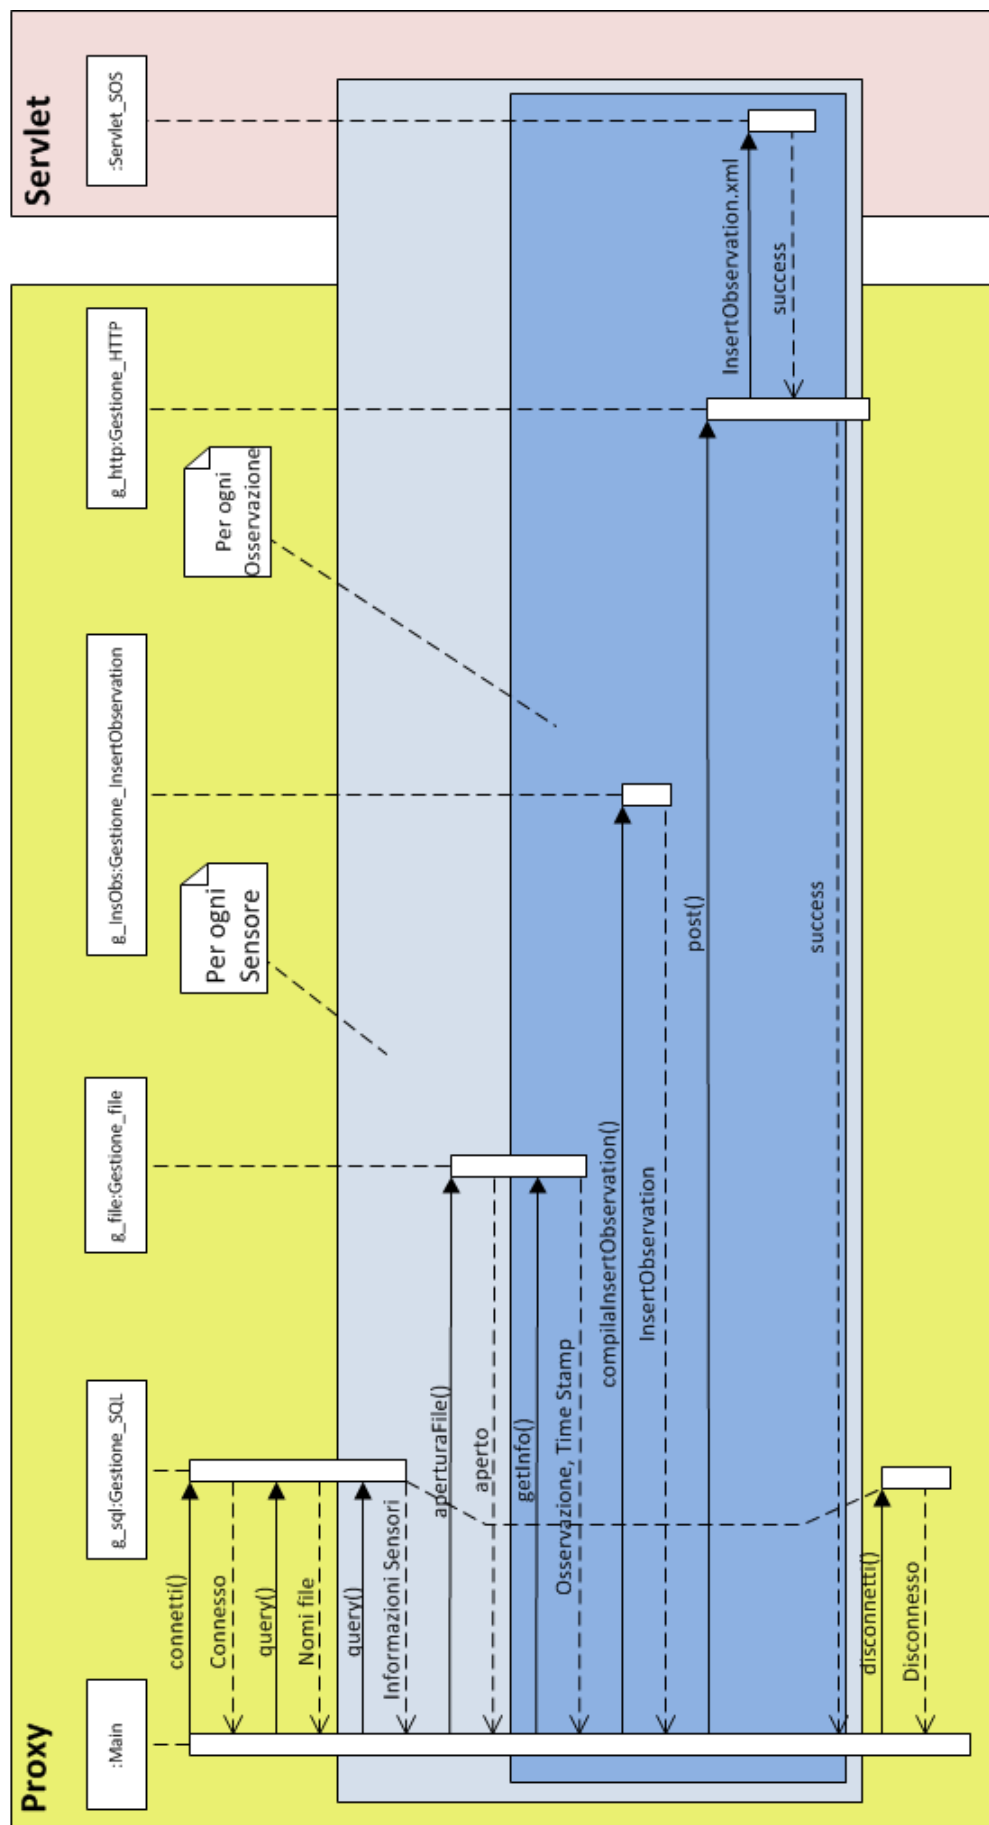 Proxy
Servlet
:Main
g_sql:Gestione_SQL
g_file:Gestione_file
g_InsObs:Gestione_InsertObservation
g_http:Gestione_HTTP
:Servlet_SOS
Per ogni
Sensore
Per ogni
Osservazione
connetti()
Connesso
query()
Nomi file
query()
Informazioni Sensori
aperturaFile()
aperto
getInfo()
Osservazione, Time Stamp
compilaInsertObservation()
InsertObservation
post()
InsertObservation.xml
success
success
disconnetti()
Disconnesso